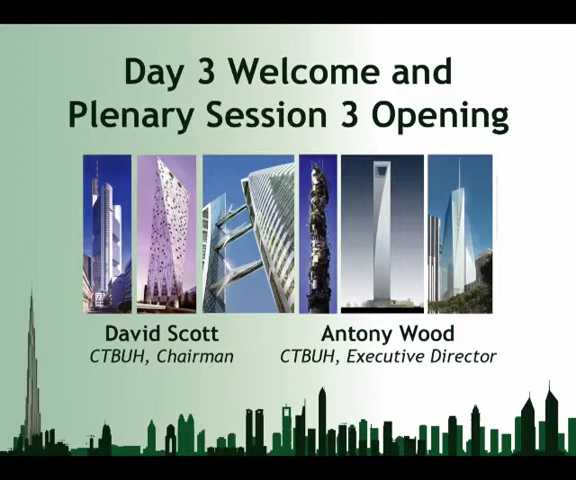 Day 3 Welcome and
Plenary Session 3 Opening
David Scott
CTBUH, Chairman
Antony Wood
CTBUH, Executive Director